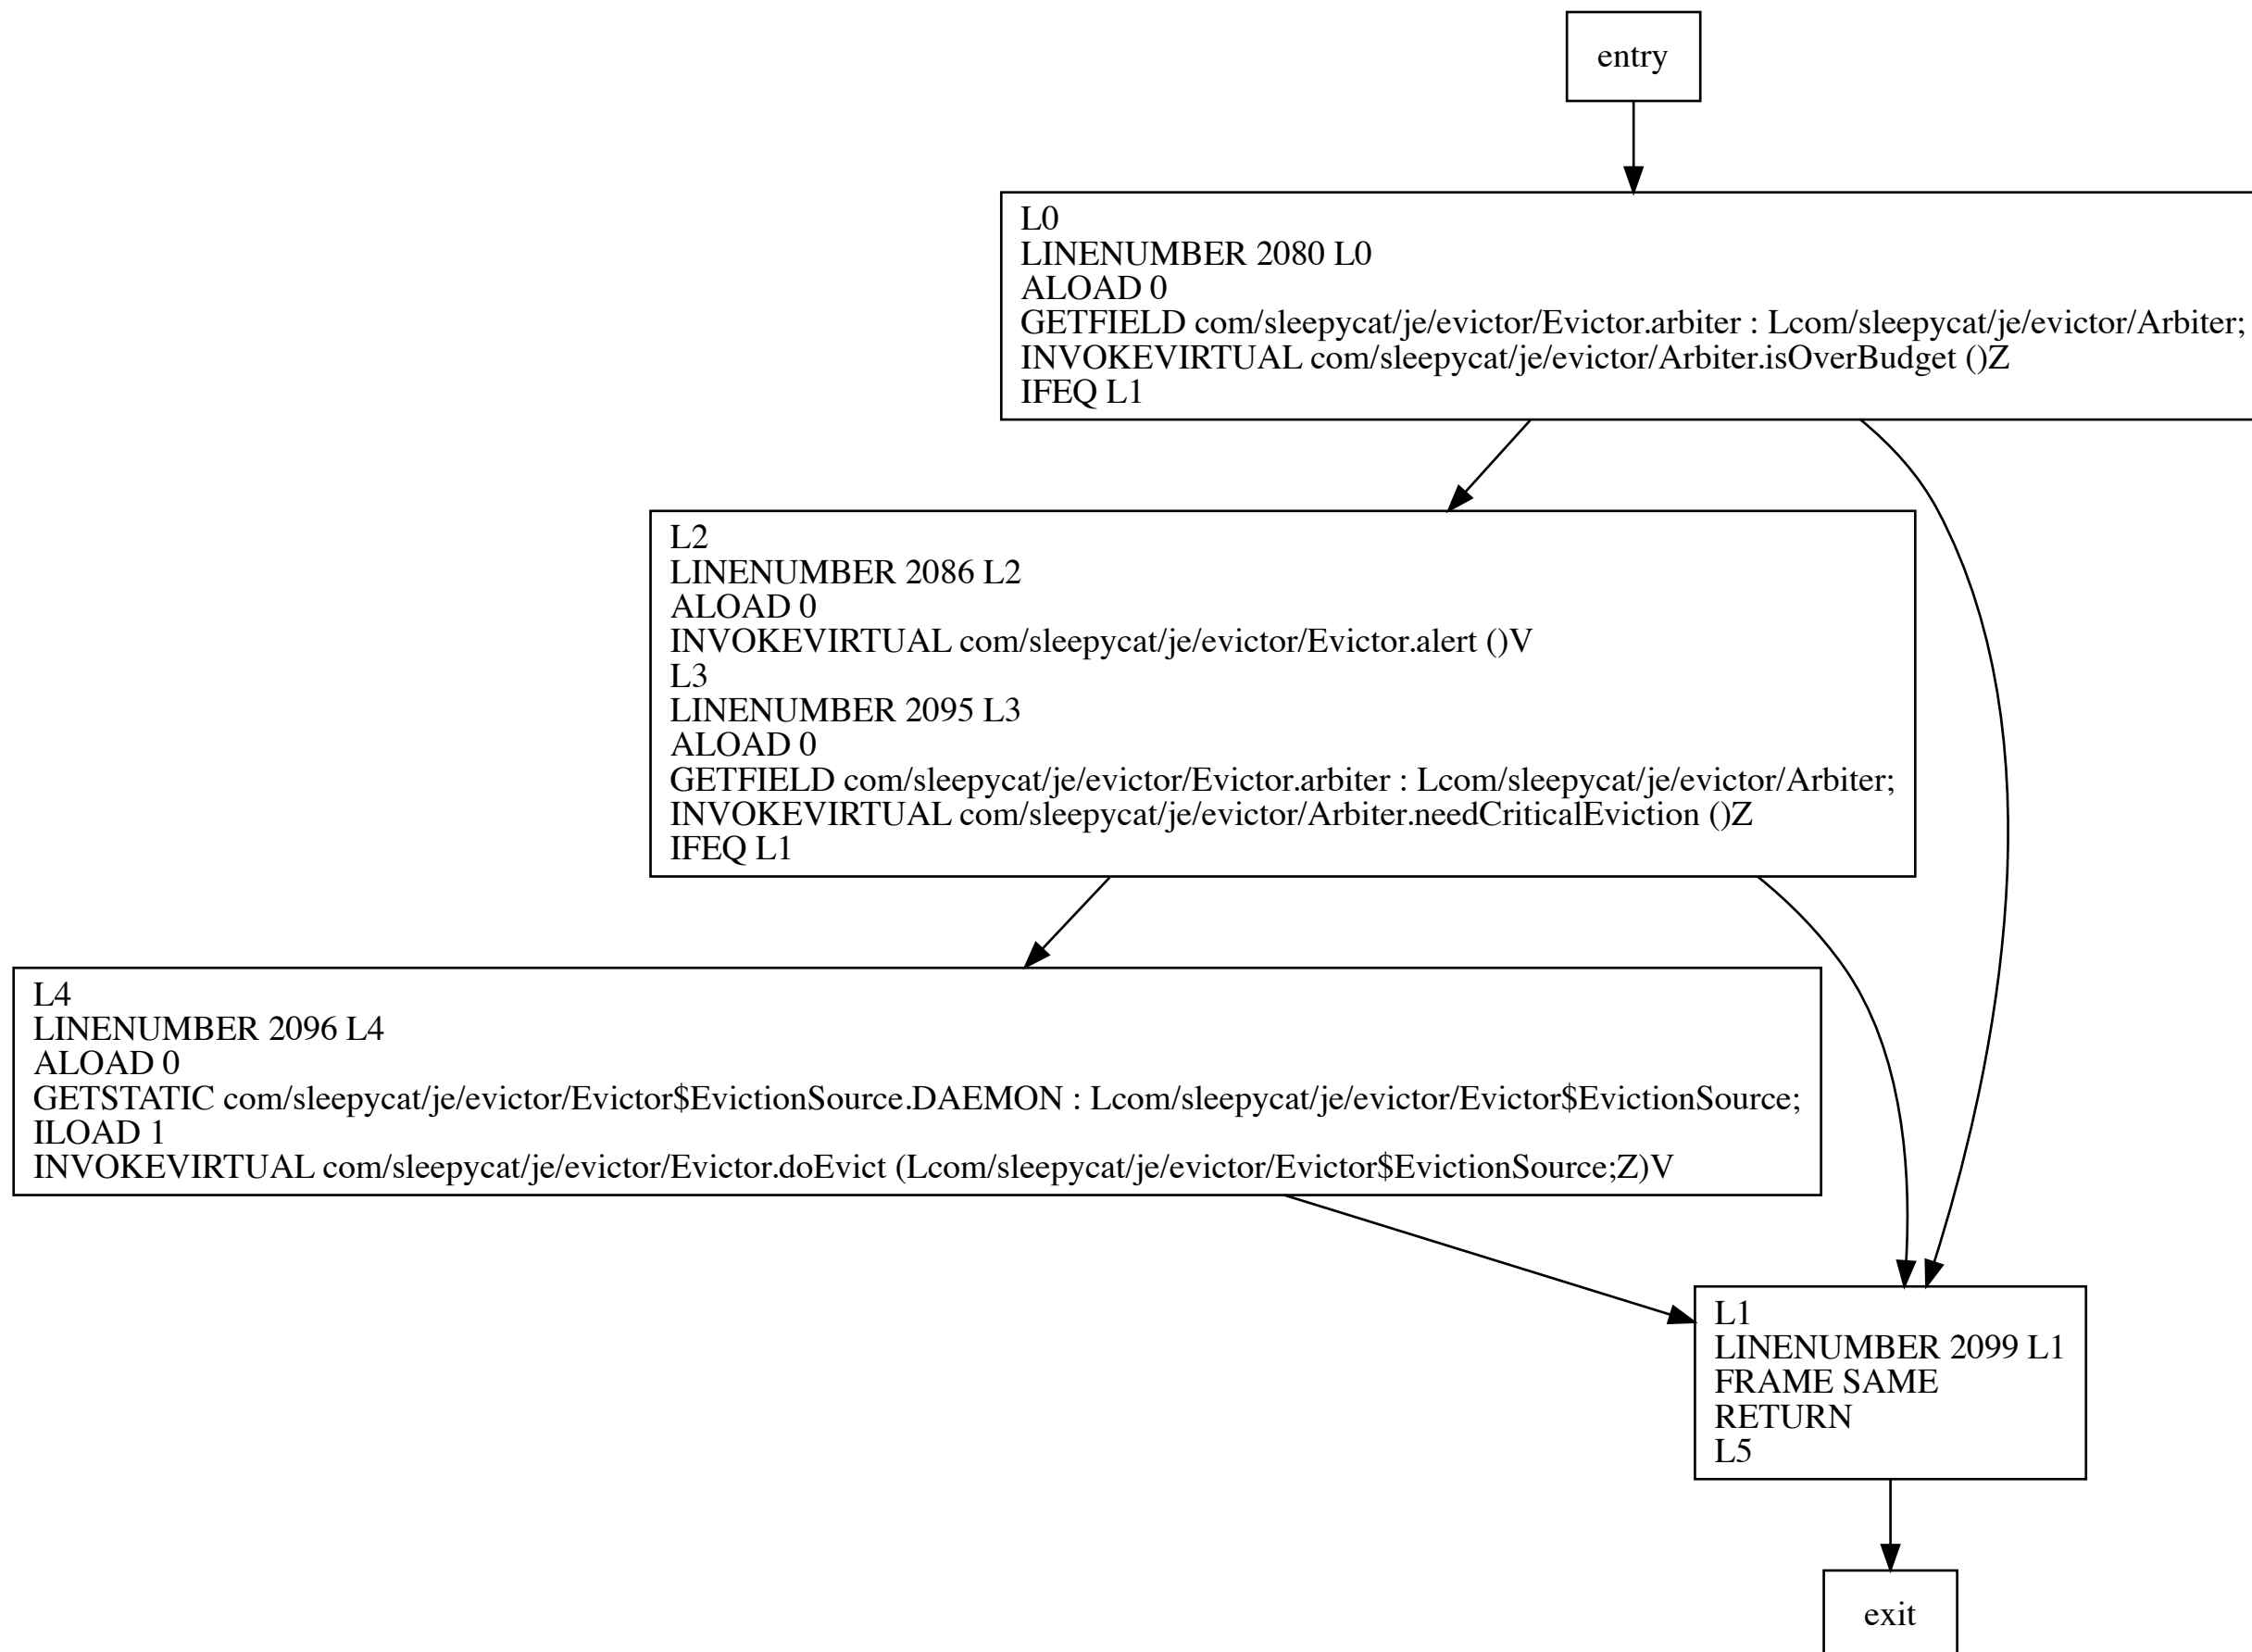 entry
L0
LINENUMBER 2080 L0
ALOAD 0
GETFIELD com/sleepycat/je/evictor/Evictor.arbiter : Lcom/sleepycat/je/evictor/Arbiter;
INVOKEVIRTUAL com/sleepycat/je/evictor/Arbiter.isOverBudget ()Z
IFEQ L1
L2
LINENUMBER 2086 L2
ALOAD 0
INVOKEVIRTUAL com/sleepycat/je/evictor/Evictor.alert ()V
L3
LINENUMBER 2095 L3
ALOAD 0
GETFIELD com/sleepycat/je/evictor/Evictor.arbiter : Lcom/sleepycat/je/evictor/Arbiter;
INVOKEVIRTUAL com/sleepycat/je/evictor/Arbiter.needCriticalEviction ()Z
IFEQ L1
L4
LINENUMBER 2096 L4
ALOAD 0
GETSTATIC com/sleepycat/je/evictor/Evictor$EvictionSource.DAEMON : Lcom/sleepycat/je/evictor/Evictor$EvictionSource;
ILOAD 1
INVOKEVIRTUAL com/sleepycat/je/evictor/Evictor.doEvict (Lcom/sleepycat/je/evictor/Evictor$EvictionSource;Z)V
L1
LINENUMBER 2099 L1
FRAME SAME
RETURN
L5
exit